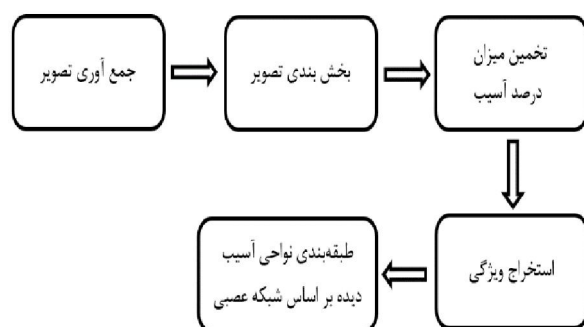 جمع آوری تصویر
بخش بندی تصویر
تخمین میزان
درصد آسیب
استخراج ویژگی
طبقه‌بندی نواحی آسیب
دیده بر اساس شبکه عصبی